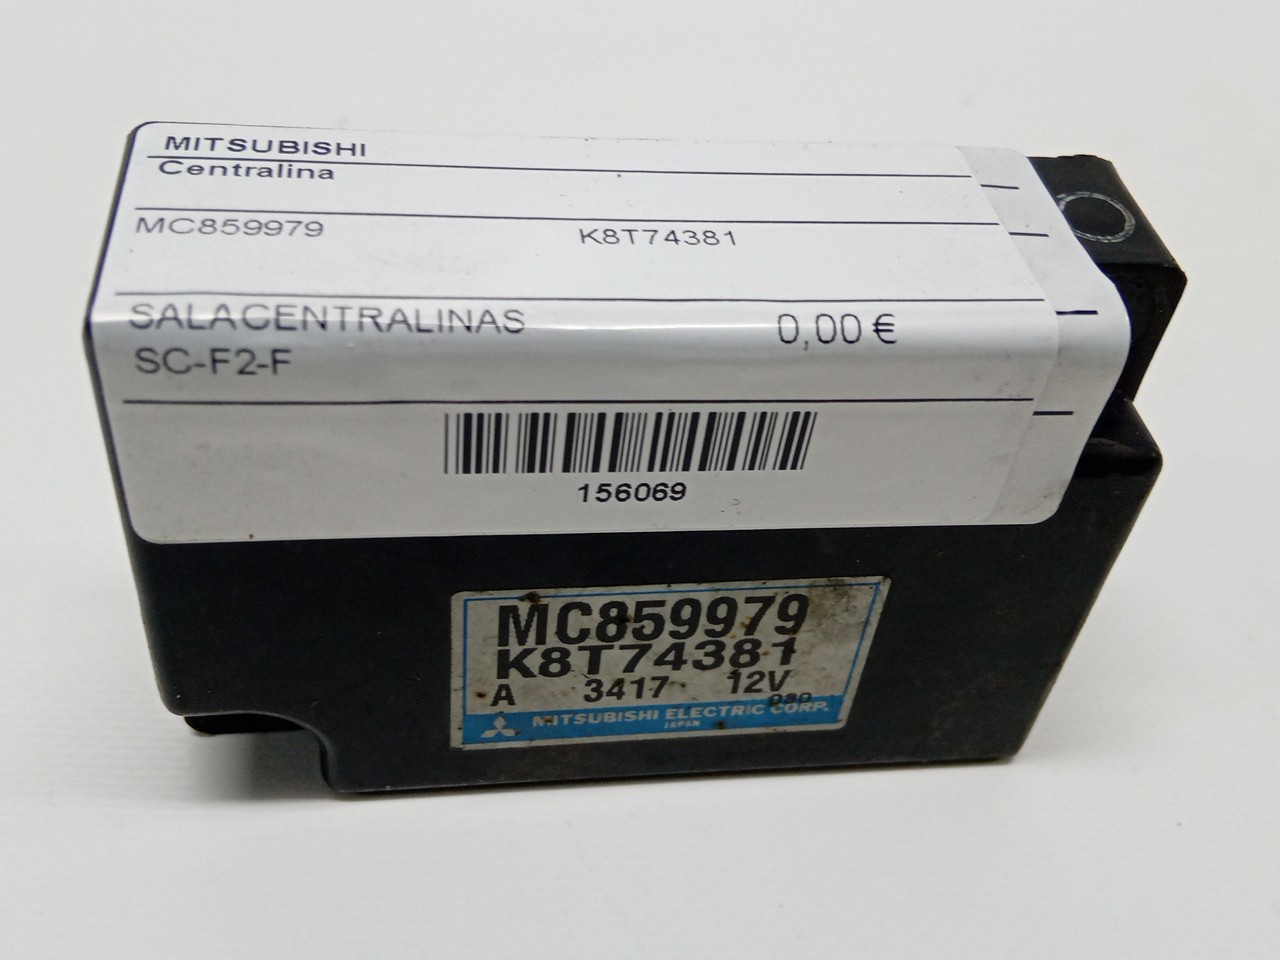 MITSUBISHI
Centralina
MC859979 K8T74381
SALACENTRALINAS 0,00 €
SC-F2-F
156069
MC859979
K8T74381
A 3417 12V
MITSUBISHI ELECTRIC CORP.
JAPAN